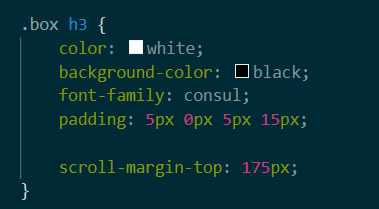 .box h3 {
    color: white;
    background-color: black;
    font-family: consul;
    padding: 5px 0px 5px 15px;

    scroll-margin-top: 175px;
}